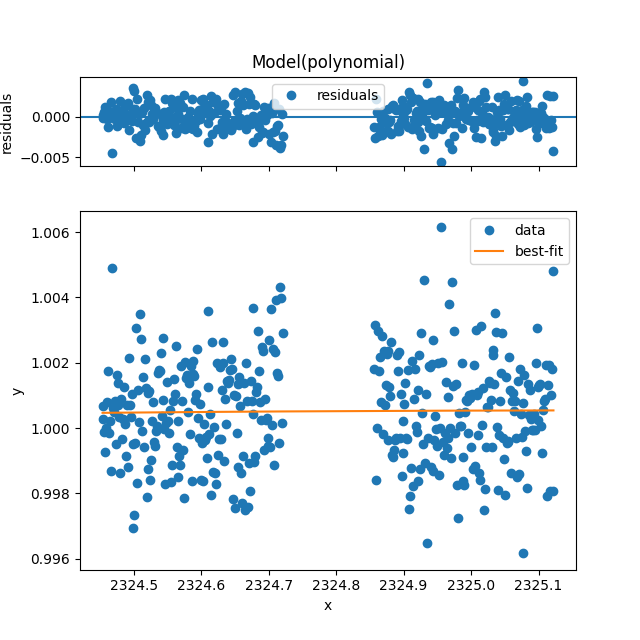 Model(polynomial)
residuals
0.000
−0.005
residuals
1.006
1.004
1.002
1.000
0.998
0.996
y
data
best-fit
2324.5 2324.6 2324.7 2324.8 2324.9 2325.0 2325.1
x